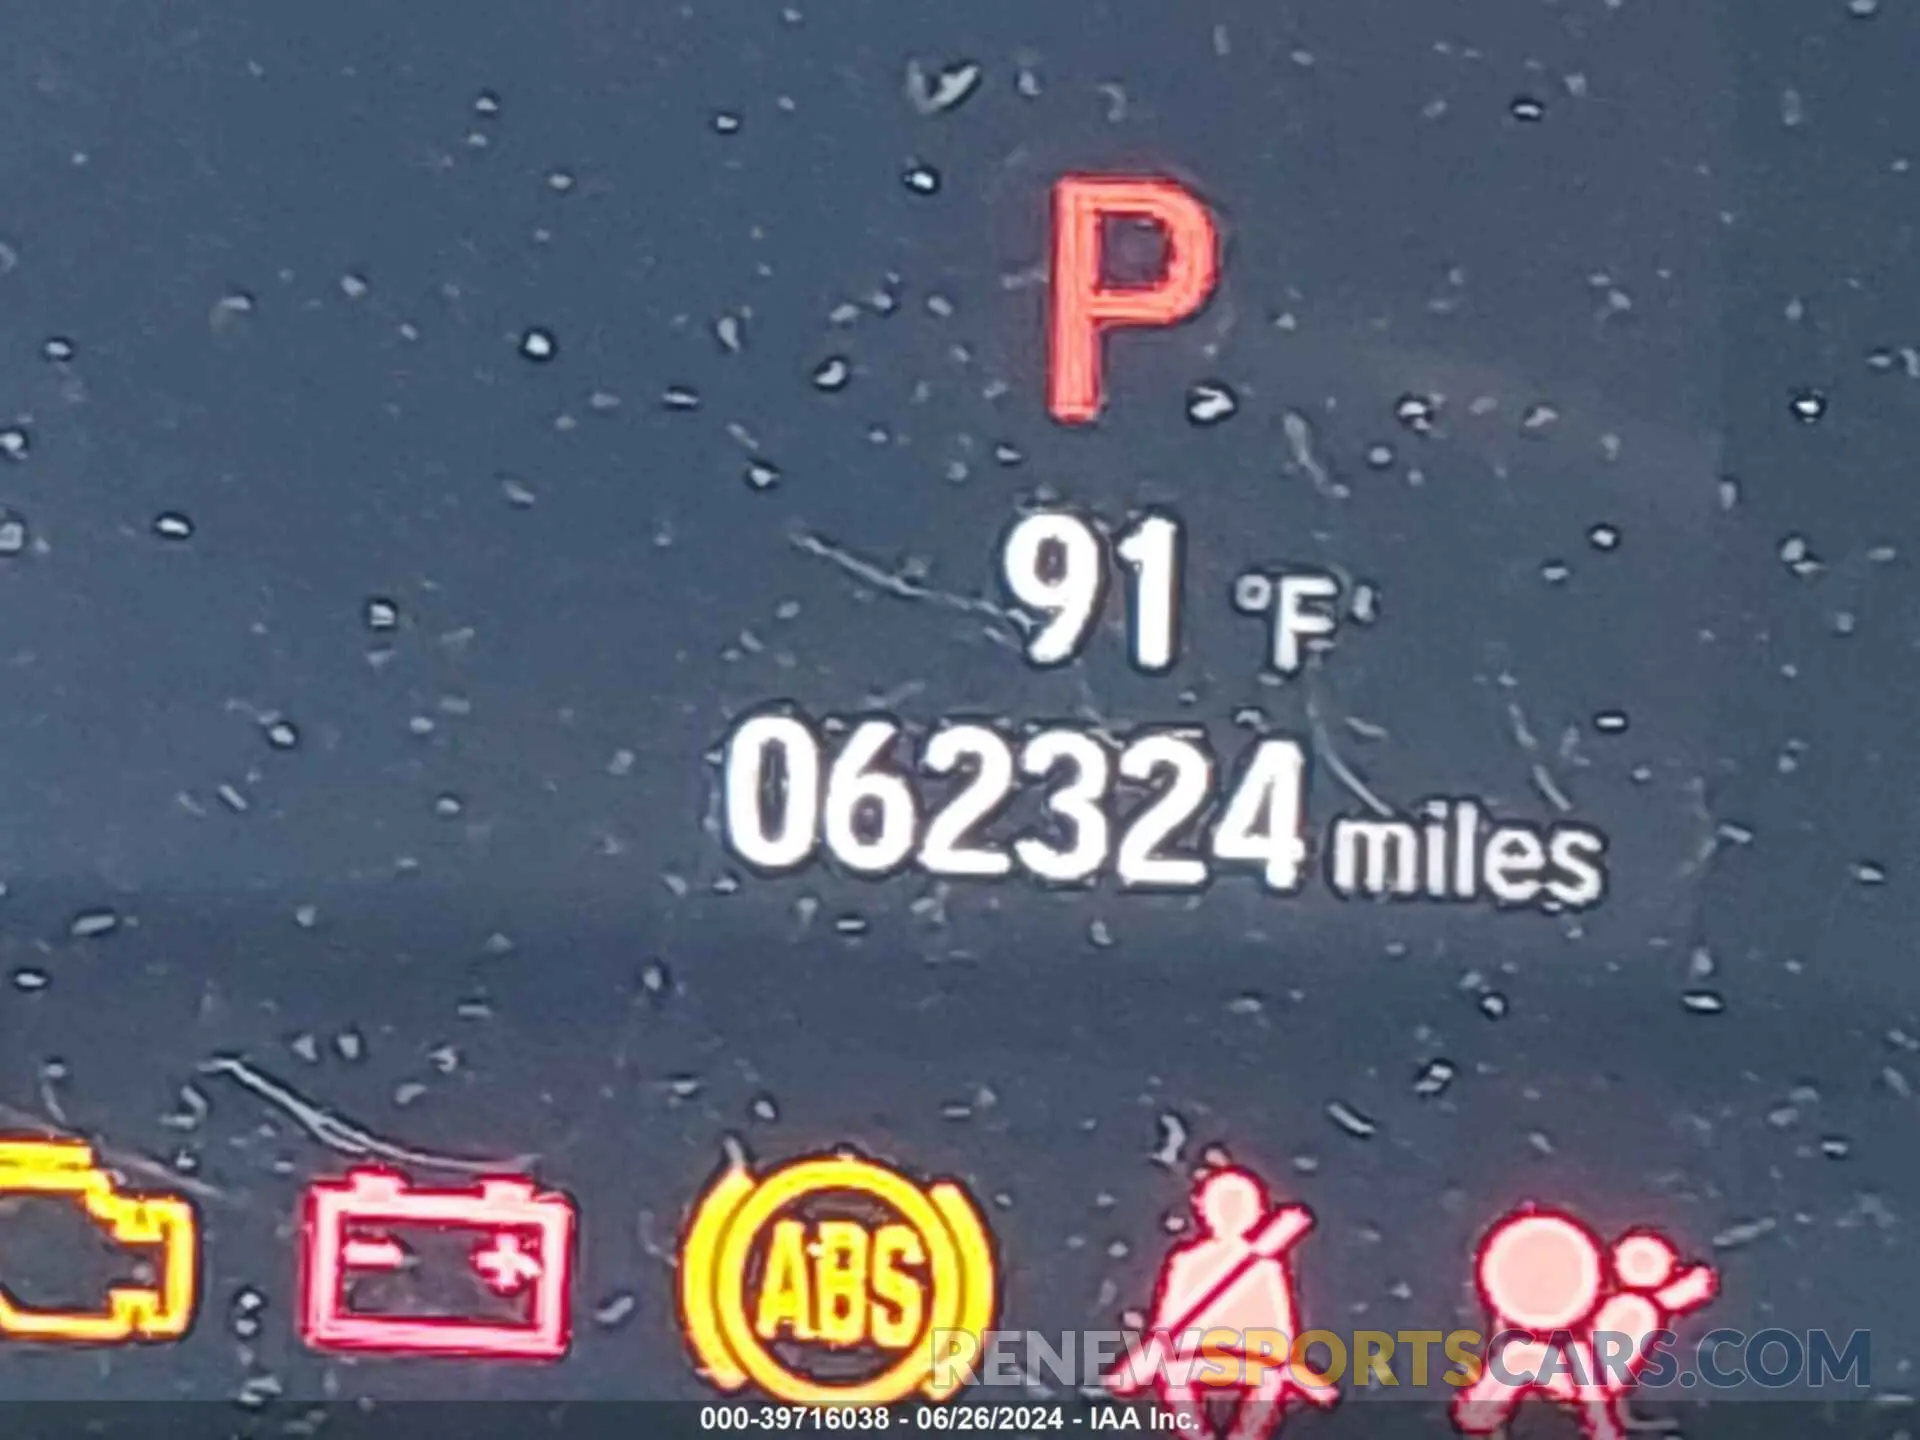 P
91 °F
062324 miles
- +
ABS
RENEWSPORTSCARS.COM
000-39716038 - 06/26/2024 - IAA Inc.